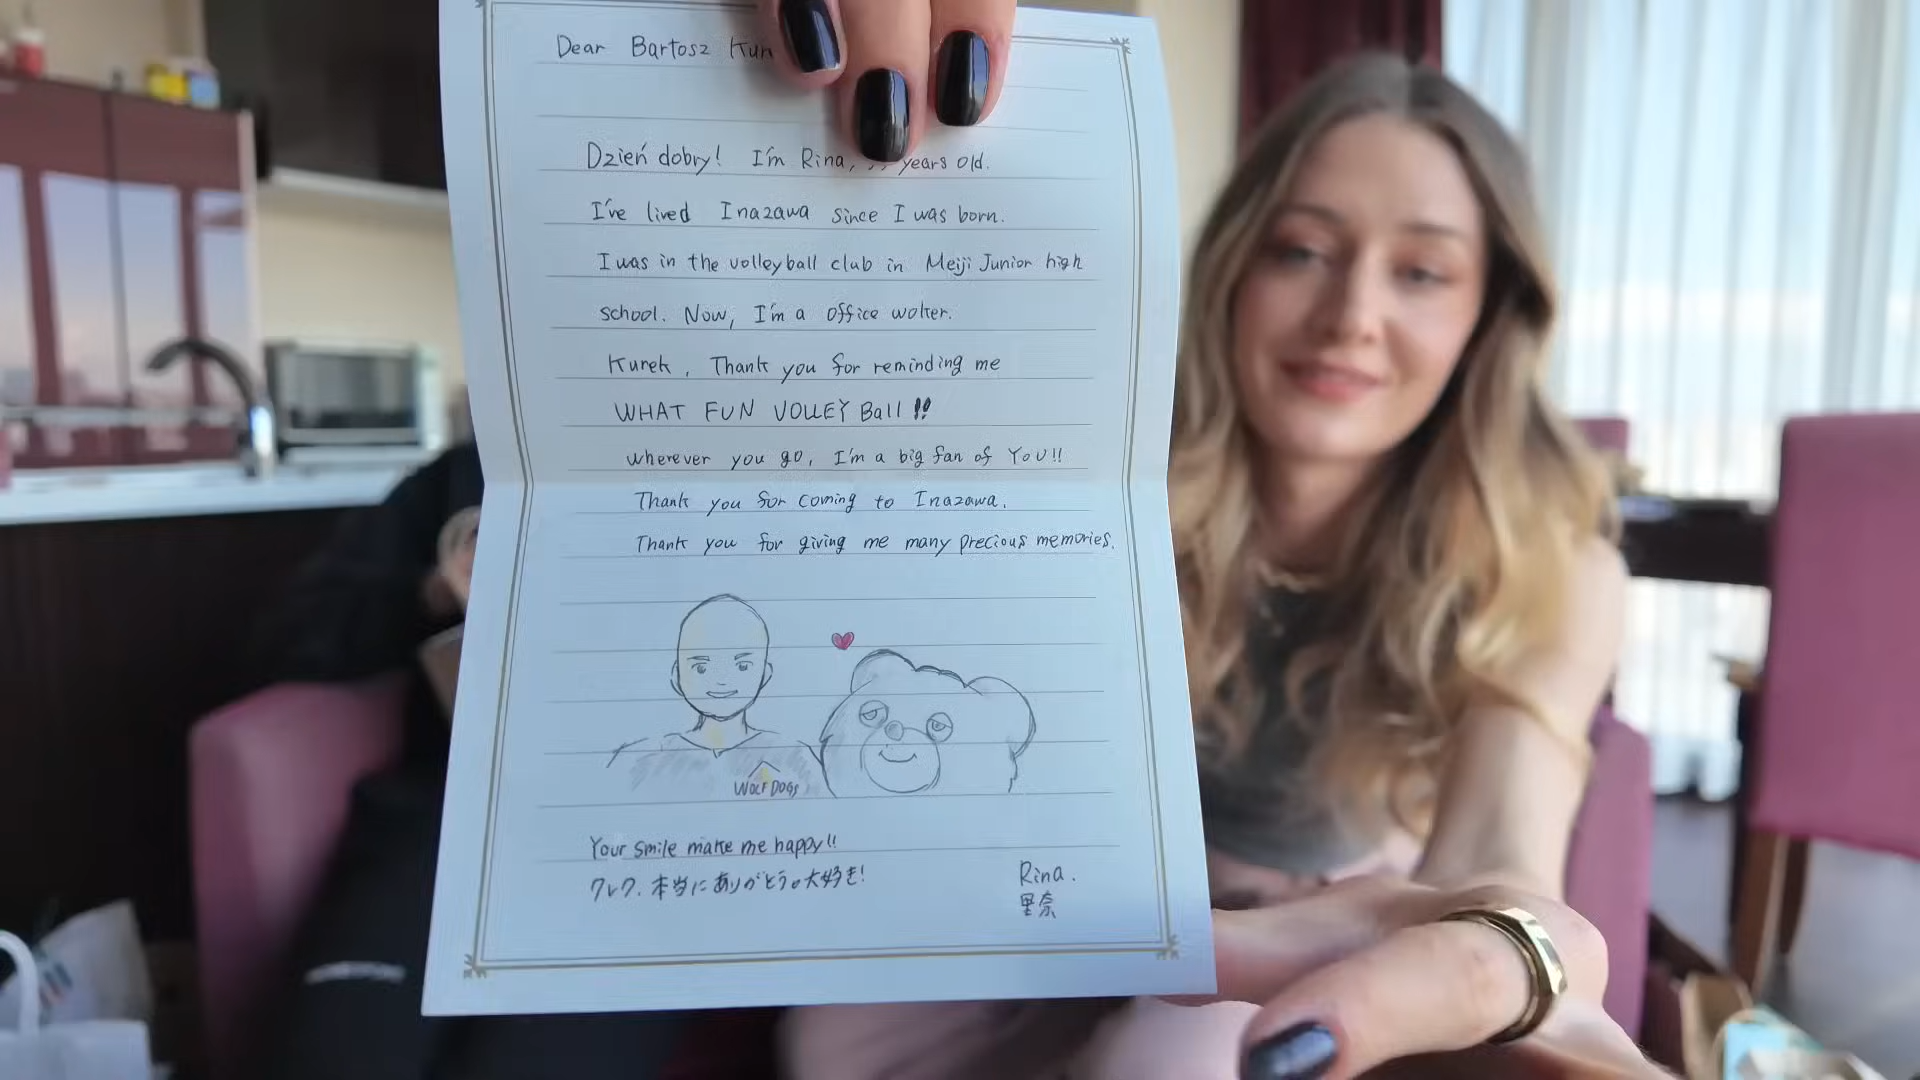 Dear Bartosz Kur
Dzień dobry! I'm Rina, years old.
I've lived Inazawa since I was born.
I was in the volleyball club in Meiji Junior high
school. Now, I'm a office wolker.
Kurek, Thank you for reminding me
WHAT FUN VOLLEY Ball!!
wherever you go, I'm a big fan of YOU!!
Thank you for coming to Inazawa.
Thank you for giving me many precious memories.
WOLF DOGS
Your smile make me happy!!
クレク、本当にありがとう。大好き!
Rina.
里奈